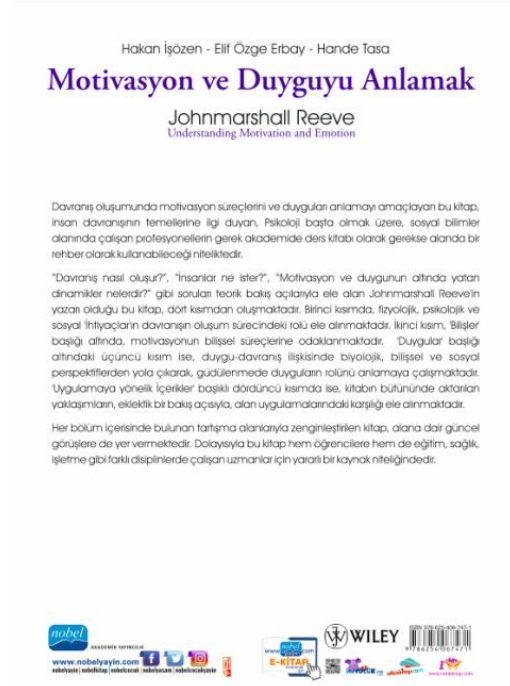 Hakan İşözen - Elif Özge Erbay - Hande Tasa
Motivasyon ve Duyguyu Anlamak
Johnmarshall Reeve
Understanding Motivation and Emotion
Davranış oluşumunda motivasyon süreçlerini ve duyguları anlamayı amaçlayan bu kitap,
insan davranışının temellerine ilgi duyan, Psikoloji başta olmak üzere, sosyal bilimler
alanında çalışan profesyonellerin gerek akademide ders kitabı olarak gerekse alanda bir
rehber olarak kullanabileceği niteliktedir.
"Davranış nasıl oluşur?", "İnsanlar ne ister?", "Motivasyon ve duygunun altında yatan
dinamikler nelerdir?" gibi soruları teorik bakış açılarıyla ele alan Johnmarshall Reeve'in
yazarı olduğu bu kitap, dört kısımdan oluşmaktadır. Birinci kısımda, fizyolojik, psikolojik ve
sosyal 'İhtiyaçlar'ın davranışın oluşum sürecindeki rolü ele alınmaktadır. İkinci kısım, 'Bilişler'
başlığı altında, motivasyonun bilişsel süreçlerine odaklanmaktadır. 'Duygular' başlığı
altındaki üçüncü kısım ise, duygu-davranış ilişkisinde biyolojik, bilişsel ve sosyal
perspektiflerden yola çıkarak, güdülenmede duyguların rolünü anlamaya çalışmaktadır.
'Uygulamaya yönelik İçerikler' başlıklı dördüncü kısımda ise, kitabın bütününde aktarılan
yaklaşımların, eklektik bir bakış açısıyla, alan uygulamalarındaki karşılığı ele alınmaktadır.
Her bölüm içerisinde bulunan tartışma alanlarıyla zenginleştirilen kitap, alana dair güncel
görüşlere de yer vermektedir. Dolayısıyla bu kitap hem öğrencilere hem de eğitim, sağlık,
işletme gibi farklı disiplinlerde çalışan uzmanlar için yararlı bir kaynak niteliğindedir.
nobel
AKADEMİK YAYINCILIK
www.nobelyayin.com
E-KİTAP
WILEY